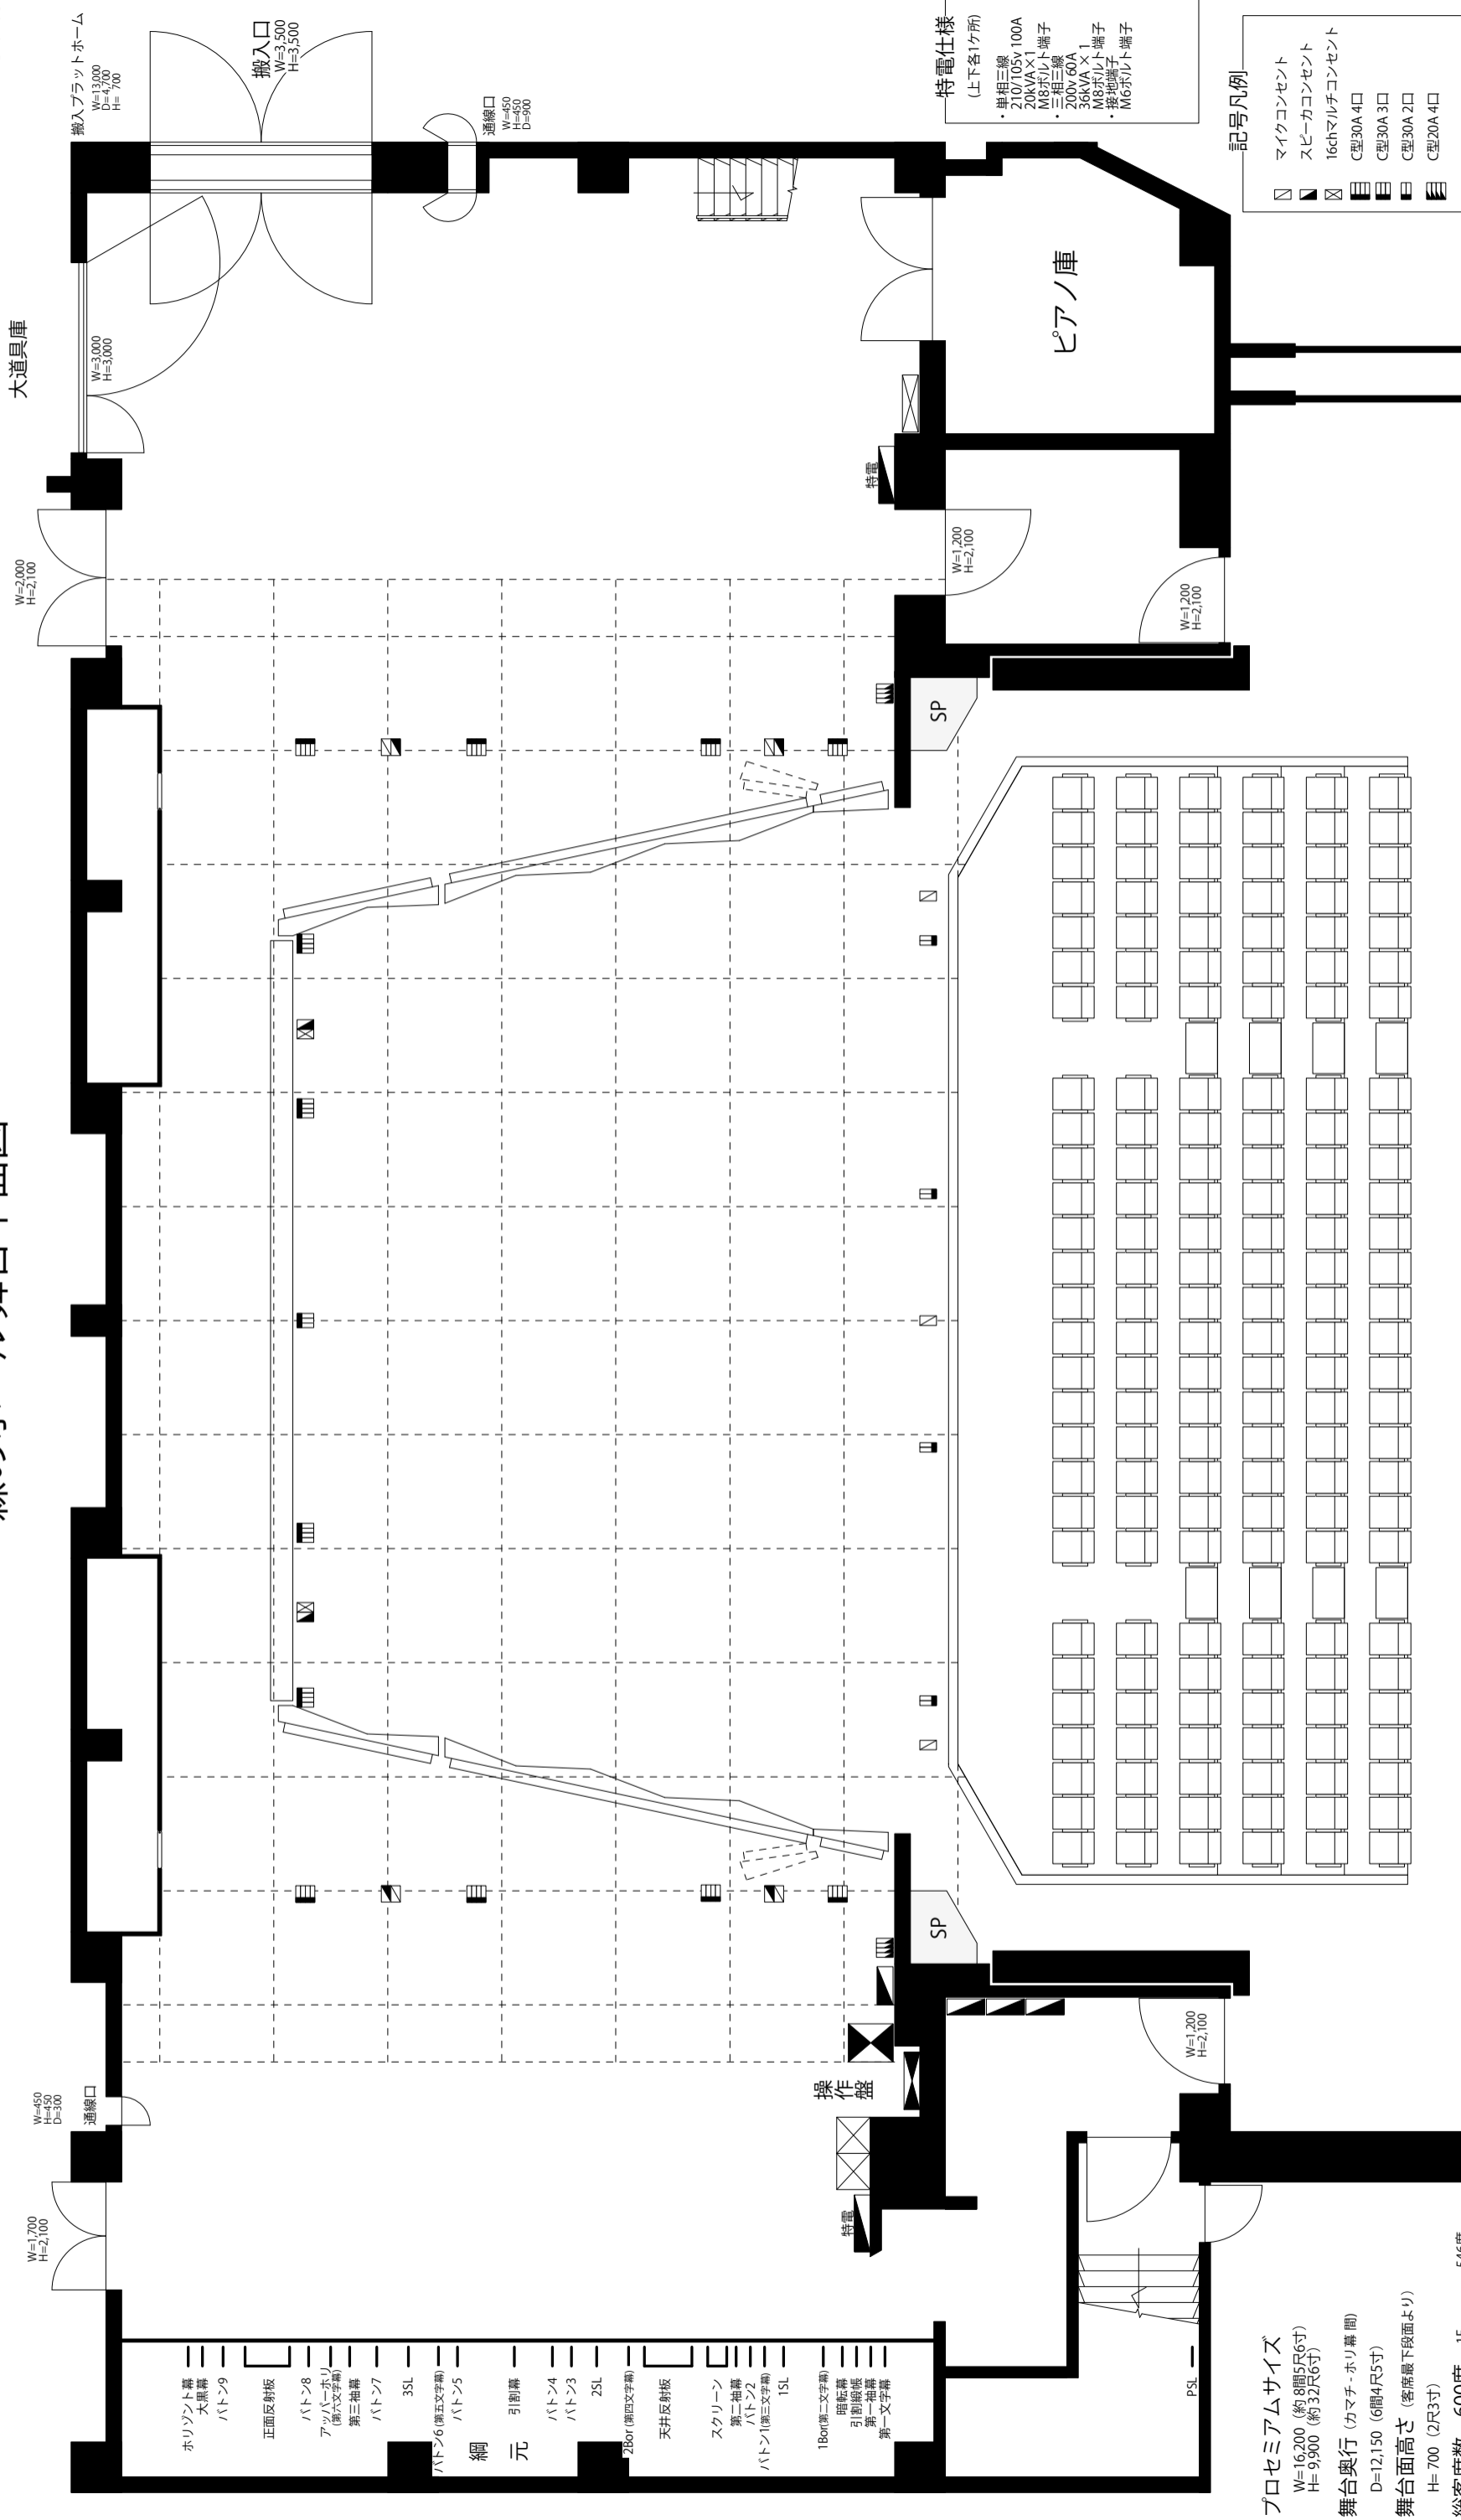 大道具庫
搬入プラットホーム
W=13,000
D=4,700
H= 700
搬入口
W=3,500
H=3,500
W=3,000
H=3,000
通線口
W=450
H=450
D=900
W=2,000
H=2,100
特電仕様
(上下各1ケ所)
・単相三線
210/105v 100A
20kVA×1
M8ボルト端子
・三相三線
200v 60A
36kVA ×1
M8ボルト端子
・接地端子
M6ボルト端子
記号凡例
マイクコンセント
スピーカコンセント
16chマルチコンセント
C型30A 4口
C型30A 3口
C型30A 2口
C型20A 4口
ピアノ庫
特電
W=1,200
H=2,100
W=1,200
H=2,100
SP
SP
W=1,200
H=2,100
操作盤
特電
W=450
H=450
D=300
通線口
W=1,700
H=2,100
ホリゾント幕
大黒幕
バトン9
正面反射板
バトン8
アッパーホリ
(第六文字幕)
第三袖幕
バトン7
3SL
バトン6 (第五文字幕)
バトン5
引割幕
バトン4
バトン3
2SL
2Bor (第四文字幕)
天井反射板
スクリーン
第二袖幕
バトン2
バトン1(第三文字幕)
1SL
1Bor(第二文字幕)
暗転幕
引割緞帳
第一袖幕
第一文字幕
PSL
綱元
プロセミアムサイズ
W=16,200（約 8間5尺6寸）
H= 9,900（約 32尺6寸）
舞台奥行（カマチ - ホリ幕 間)
D=12,150（6間4尺5寸）
舞台面高さ（客席最下段面より）
H= 700（2尺3寸）
総客席数 600席